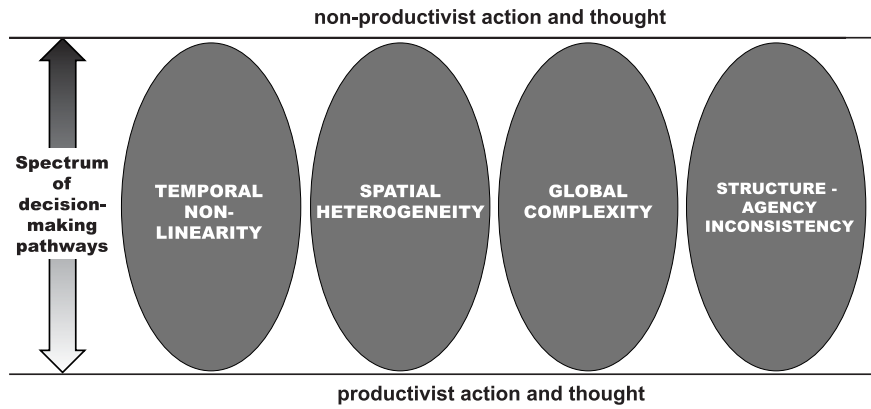 non-productivist action and thought
Spectrum
of
decision-
making
pathways
TEMPORAL
NON-
LINEARITY
SPATIAL
HETEROGENEITY
GLOBAL
COMPLEXITY
STRUCTURE -
AGENCY
INCONSISTENCY
productivist action and thought